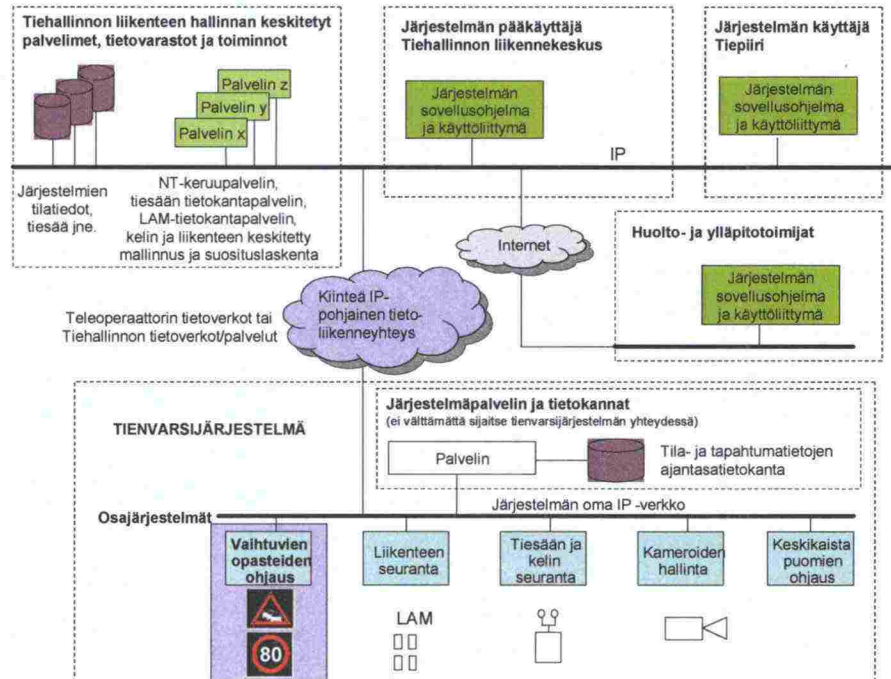 Tiehallinnon liikenteen hallinnan keskitetyt
palvelimet, tietovarastot ja toiminnot
Palvelin z
Palvelin y
Palvelin x
Järjestelmien
tilatiedot,
tiesää jne.
NT-keruupalvelin,
tiesään tietokantapalvelin,
LAM-tietokantapalvelin,
kelin ja liikenteen keskitetty
mallinnus ja suosituslaskenta
Järjestelmän pääkäyttäjä
Tiehallinnon liikennekeskus
Järjestelmän
sovellusohjelma
ja käyttöliittymä
IP
Järjestelmän käyttäjä
Tiepiiri
Järjestelmän
sovellusohjelma
ja käyttöliittymä
Internet
Huolto- ja ylläpitotoimijat
Järjestelmän
sovellusohjelma
ja käyttöliittymä
Teleoperaattorin tietoverkot tai
Tiehallinnon tietoverkot/palvelut
Kiinteä IP-
pohjainen tieto-
liikenneyhteys
TIENVARSIJÄRJESTELMÄ
Järjestelmäpalvelin ja tietokannat
(ei välttämättä sijaitse tienvarsijärjestelmän yhteydessä)
Palvelin
Tila- ja tapahtumatietojen
ajantasatietokanta
Järjestelmän oma IP -verkko
Osajärjestelmät
Vaihtuvien
opasteiden
ohjaus
80
Liikenteen
seuranta
LAM
Tiesään ja
kelin
seuranta
Kameroiden
hallinta
Keskikaista
puomien
ohjaus